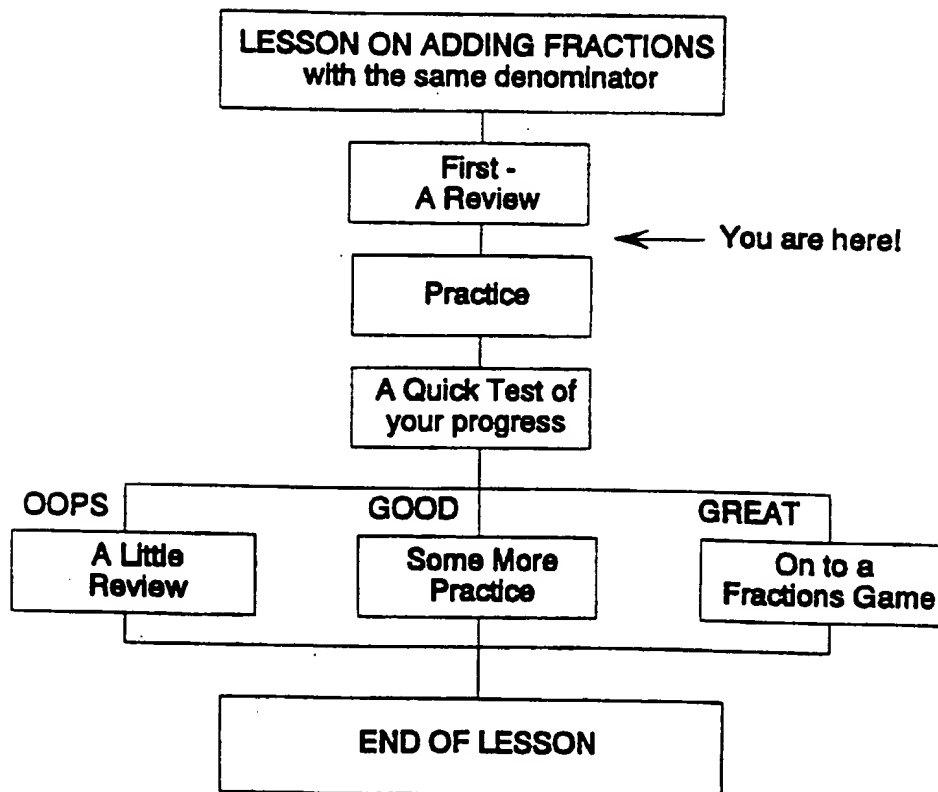 LESSON ON ADDING FRACTIONS
with the same denominator
First -
A Review
You are here!
Practice
A Quick Test of
your progress
OOPS
GOOD
GREAT
A Little
Review
Some More
Practice
On to a
Fractions Game
END OF LESSON